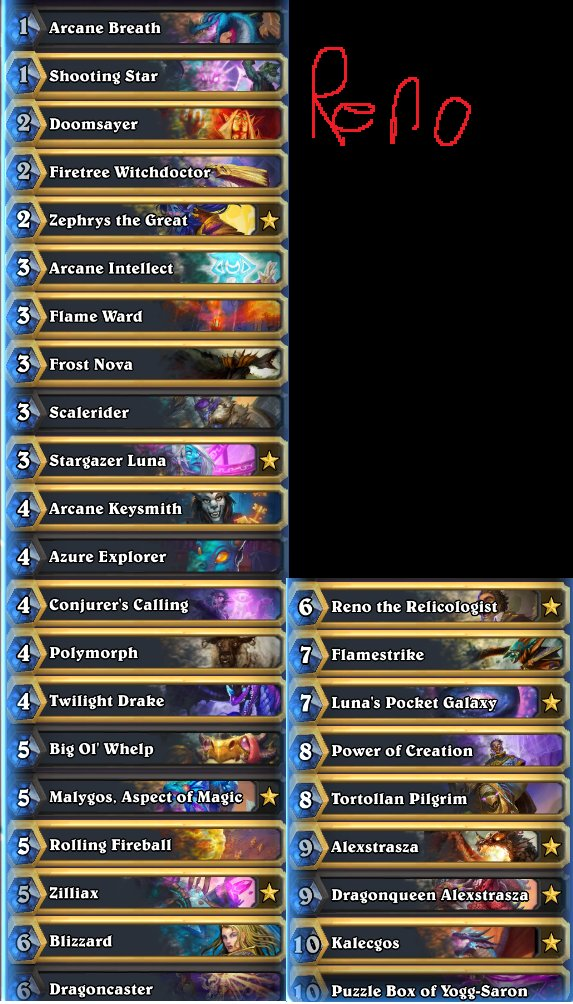 1 Arcane Breath
1 Shooting Star
2 Doomsayer
2 Firetree Witchdoctor
2 Zephrys the Great
3 Arcane Intellect
3 Flame Ward
3 Frost Nova
3 Scalerider
3 Stargazer Luna
4 Arcane Keysmith
4 Azure Explorer
4 Conjurer's Calling
4 Polymorph
4 Twilight Drake
5 Big Ol' Whelp
5 Malygos, Aspect of Magic
5 Rolling Fireball
5 Zilliax
6 Blizzard
6 Dragoncaster
Reno
6 Reno the Relicologist
7 Flamestrike
7 Luna's Pocket Galaxy
8 Power of Creation
8 Tortollan Pilgrim
9 Alexstrasza
9 Dragonqueen Alexstrasza
10 Kalecgos
10 Puzzle Box of Yogg-Saron